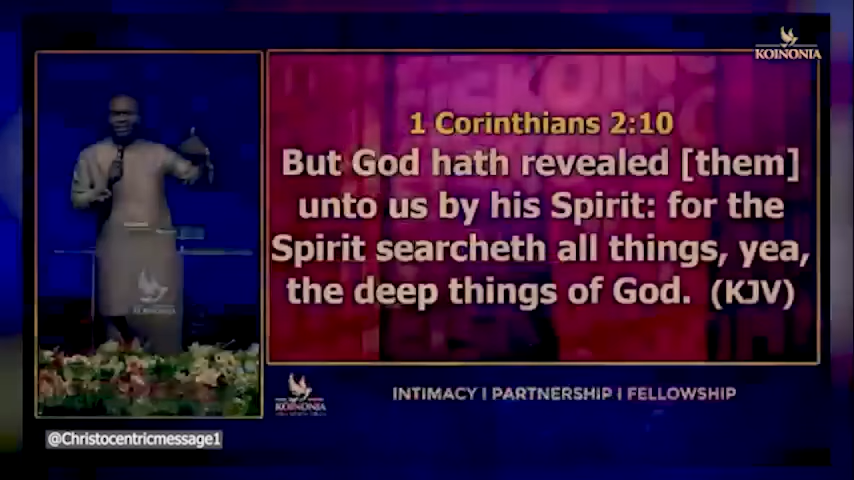 KOINONIA
1 Corinthians 2:10
But God hath revealed [them]
unto us by his Spirit: for the
Spirit searcheth all things, yea,
the deep things of God. (KJV)
KOINONIA
INTIMACY | PARTNERSHIP | FELLOWSHIP
@Christocentricmessage1